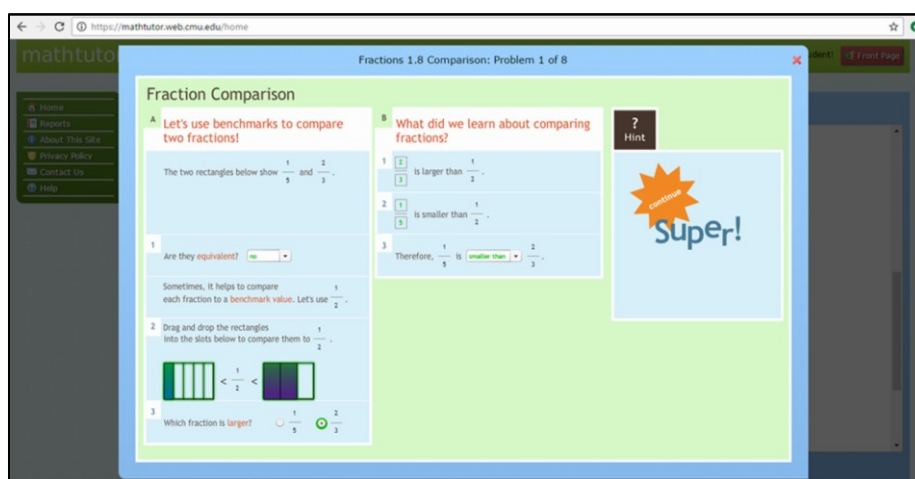 https://mathtutor.web.cmu.edu/home
mathtuto
Fractions 1.8 Comparison: Problem 1 of 8
dent!
Front Page
Home
Reports
About This Site
Privacy Policy
Contact Us
Help
Fraction Comparison
A
Let's use benchmarks to compare
two fractions!
The two rectangles below show 1/5 and 2/3 .
1
Are they equivalent? no
Sometimes, it helps to compare
each fraction to a benchmark value. Let's use 1/2 .
2 Drag and drop the rectangles
into the slots below to compare them to 1/2 .
< 1/2 <
3
Which fraction is larger? 1/5 2/3
B
What did we learn about comparing
fractions?
1 2/3 is larger than 1/2 .
2 1/5 is smaller than 1/2 .
3
Therefore, 1/5 is smaller than 2/3 .
?
Hint
continue
Super!